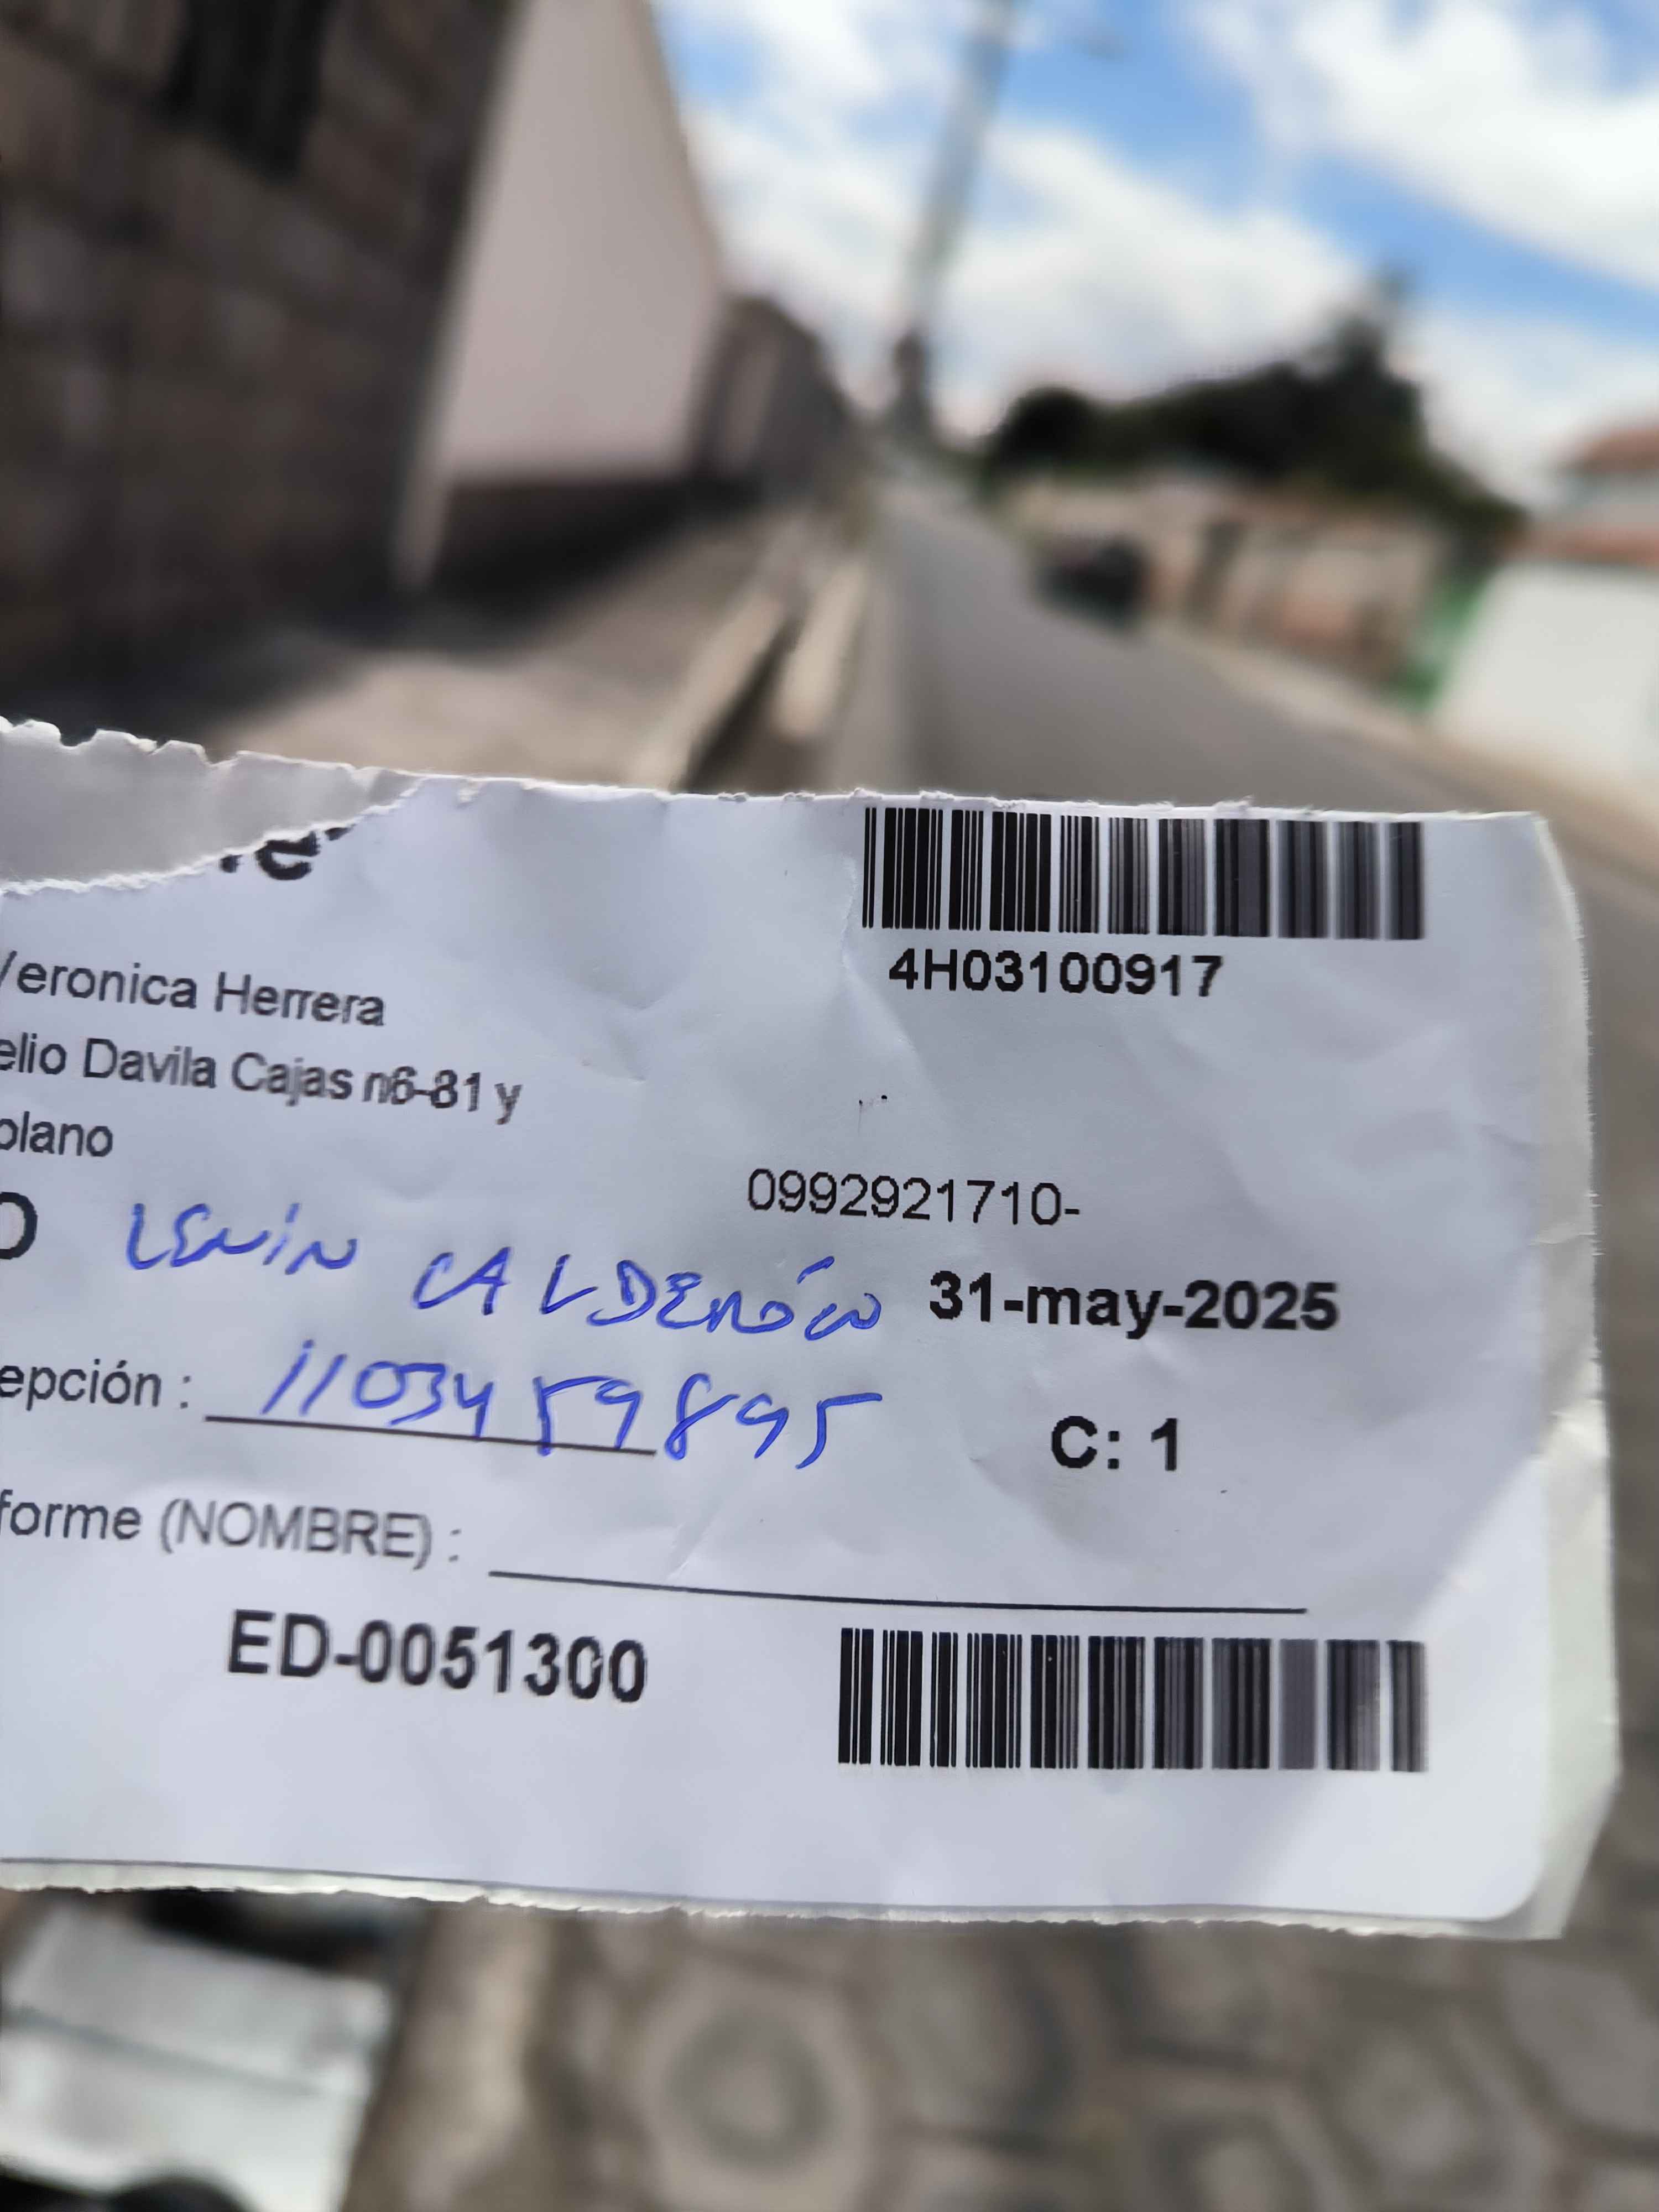 4H03100917
Veronica Herrera
elio Davila Cajas n6-81 y
olano
0992921710-
LENIN CALDERÓN 31-may-2025
epción : 1103459895
C: 1
forme (NOMBRE) :
ED-0051300